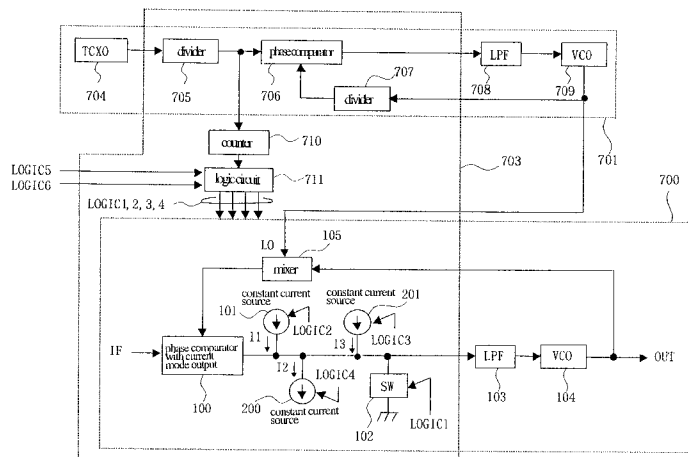 TCXO
704
divider
705
phase comparator
706
707
divider
LPF
708
VCO
709
counter
710
LOGIC5
LOGIC6
logic circuit
711
703
701
LOGIC1, 2, 3, 4
700
LO
105
mixer
constant current
source
101
LOGIC2
I1
constant current
source
201
LOGIC3
I3
IF
phase comparator
with current
mode output
100
I2
LOGIC4
200
constant current
source
SW
102
LOGIC1
LPF
103
VCO
104
OUT